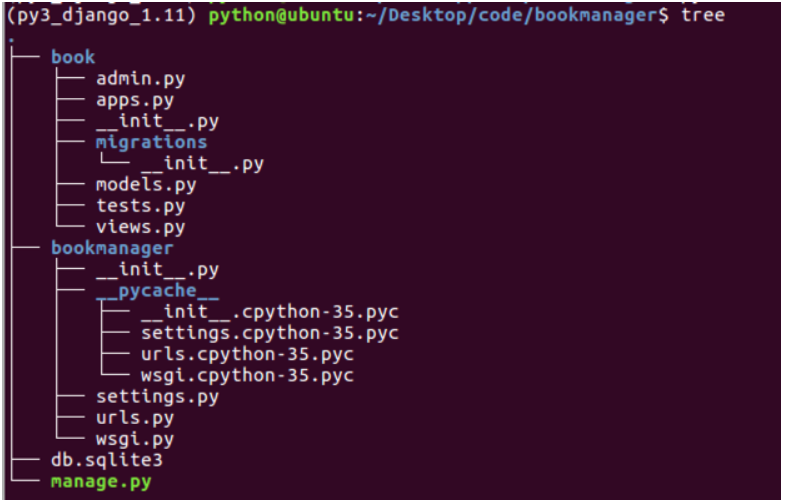 (py3_django_1.11) python@ubuntu:~/Desktop/code/bookmanager$ tree
.
├── book
│   ├── admin.py
│   ├── apps.py
│   ├── __init__.py
│   ├── migrations
│   │   └── __init__.py
│   ├── models.py
│   ├── tests.py
│   └── views.py
├── bookmanager
│   ├── __init__.py
│   ├── __pycache__
│   │   ├── __init__.cpython-35.pyc
│   │   ├── settings.cpython-35.pyc
│   │   ├── urls.cpython-35.pyc
│   │   └── wsgi.cpython-35.pyc
│   ├── settings.py
│   ├── urls.py
│   └── wsgi.py
├── db.sqlite3
└── manage.py